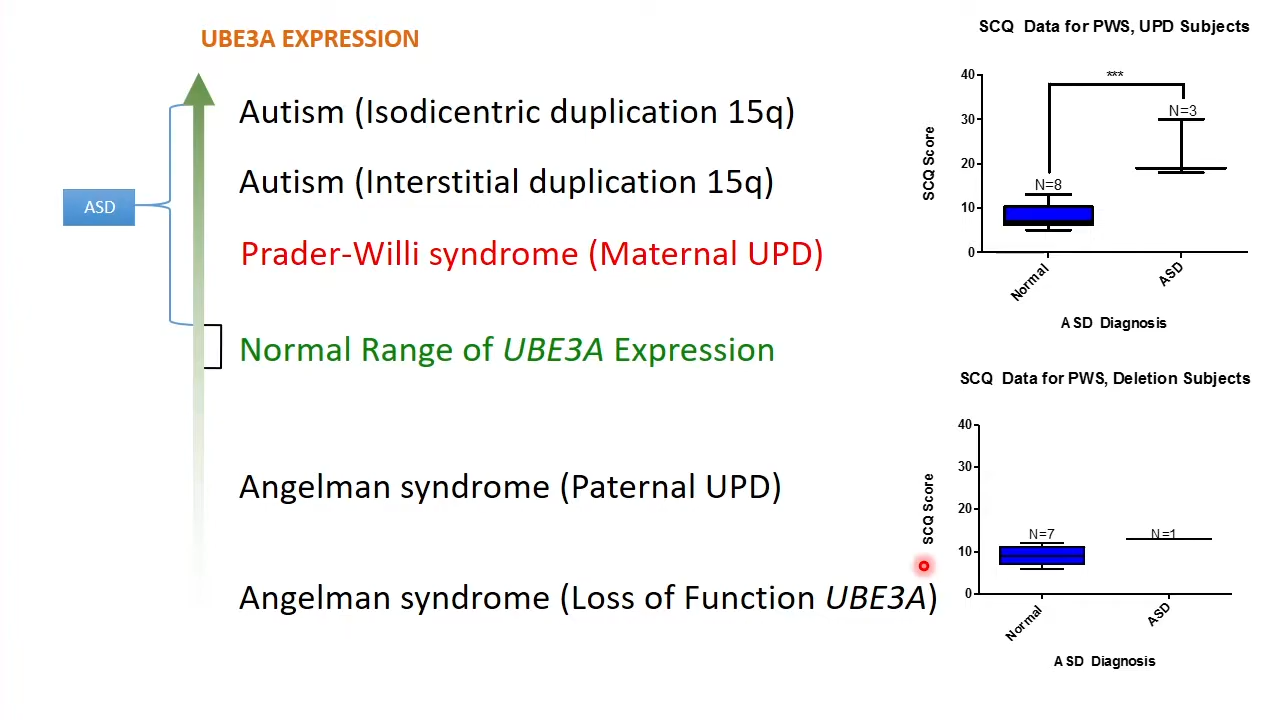 UBE3A EXPRESSION
Autism (Isodicentric duplication 15q)
Autism (Interstitial duplication 15q)
ASD
Prader-Willi syndrome (Maternal UPD)
Normal Range of UBE3A Expression
Angelman syndrome (Paternal UPD)
Angelman syndrome (Loss of Function UBE3A)
SCQ Data for PWS, UPD Subjects
40
30
20
10
0
SCQ Score
***
N=3
N=8
Normal
ASD
ASD Diagnosis
SCQ Data for PWS, Deletion Subjects
40
30
20
10
0
SCQ Score
N=7
N=1
Normal
ASD
ASD Diagnosis